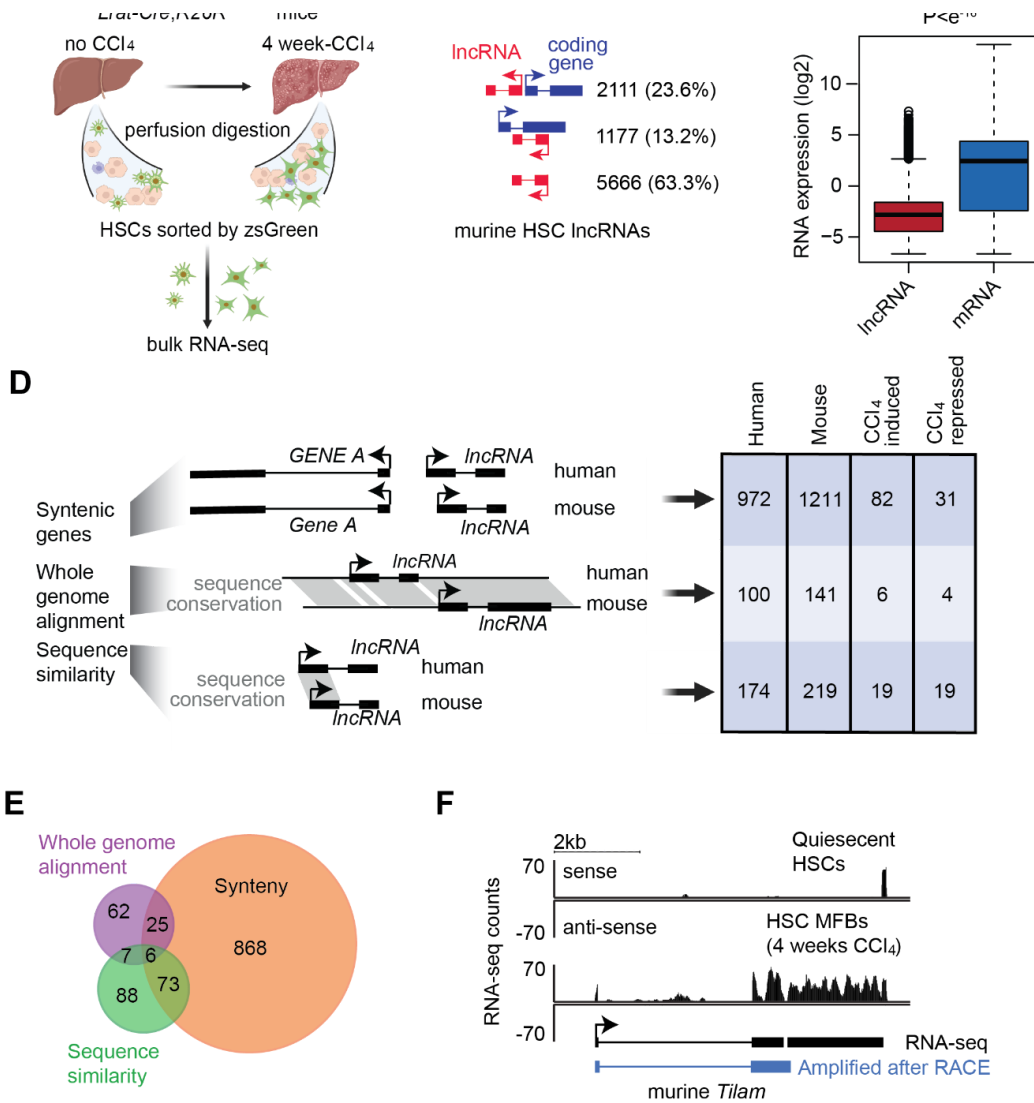 Lrat-Cre;R26R mice
no CCl₄
4 week-CCl₄
perfusion digestion
HSCs sorted by zsGreen
bulk RNA-seq
lncRNA
coding
gene
2111 (23.6%)
1177 (13.2%)
5666 (63.3%)
murine HSC lncRNAs
P<e⁻¹⁶
RNA expression (log2)
10
5
0
−5
lncRNA
mRNA
D
Human
Mouse
CCl₄
induced
CCl₄
repressed
Syntenic
genes
GENE A
lncRNA
human
Gene A
lncRNA
mouse
972 1211 82 31
Whole
genome
alignment
sequence
conservation
lncRNA
human
mouse
lncRNA
100 141 6 4
Sequence
similarity
sequence
conservation
lncRNA
human
mouse
lncRNA
174 219 19 19
E
Whole genome
alignment
Synteny
62
25
868
7
6
88
73
Sequence
similarity
F
2kb
Quiesecent
HSCs
RNA-seq counts
70
sense
-70
anti-sense
HSC MFBs
(4 weeks CCl₄)
70
-70
RNA-seq
Amplified after RACE
murine Tilam